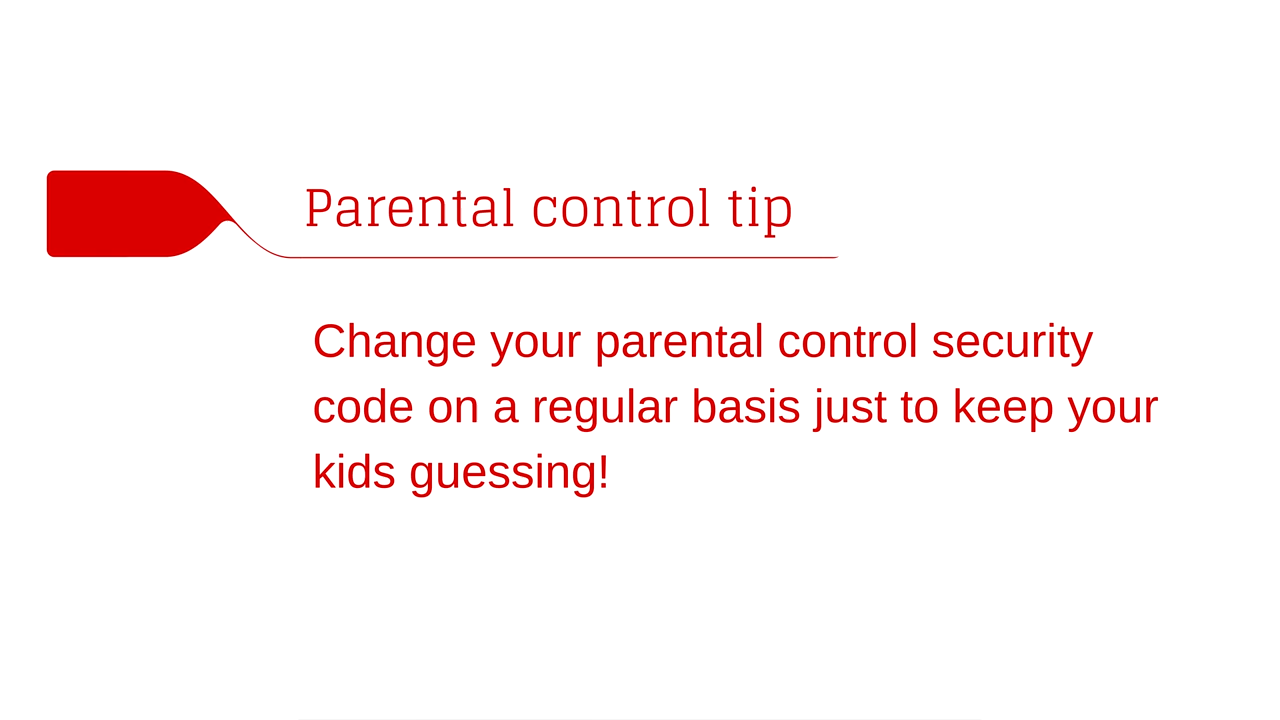 Parental control tip
Change your parental control security
code on a regular basis just to keep your
kids guessing!